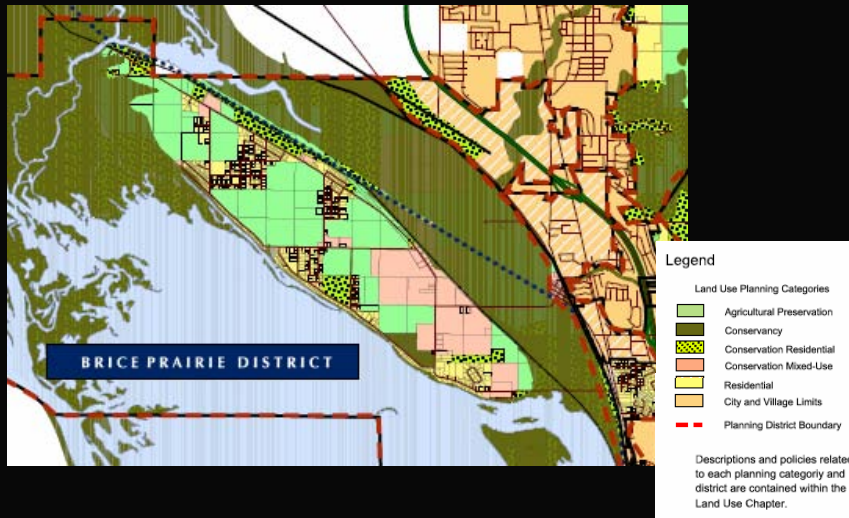 BRICE PRAIRIE DISTRICT
Legend
Land Use Planning Categories
Agricultural Preservation
Conservancy
Conservation Residential
Conservation Mixed-Use
Residential
City and Village Limits
Planning District Boundary
Descriptions and policies related
to each planning categoriy and
district are contained within the
Land Use Chapter.